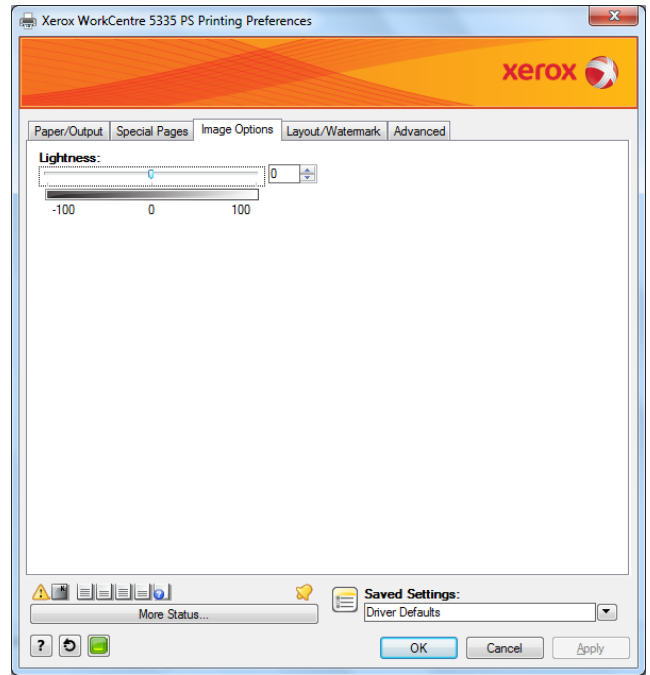 Xerox WorkCentre 5335 PS Printing Preferences
xerox
Paper/Output Special Pages Image Options Layout/Watermark Advanced
Lightness:
0
-100 0 100
More Status...
Saved Settings:
Driver Defaults
?
OK Cancel Apply